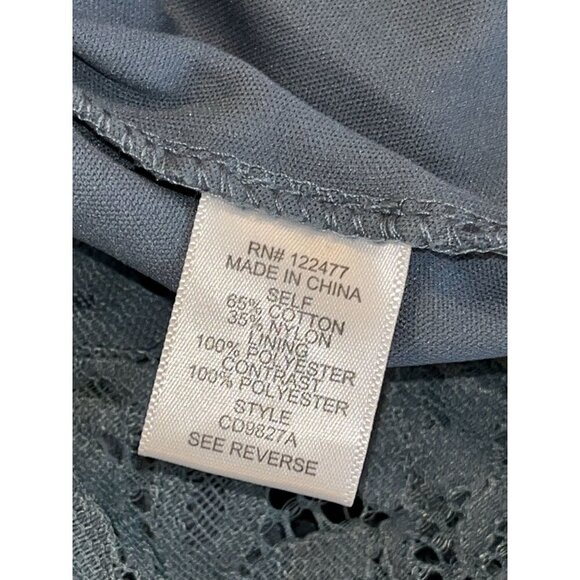 RN# 122477
MADE IN CHINA
SELF
65% COTTON
35% NYLON
LINING
100% POLYESTER
CONTRAST
100% POLYESTER
STYLE
CD9827A
SEE REVERSE